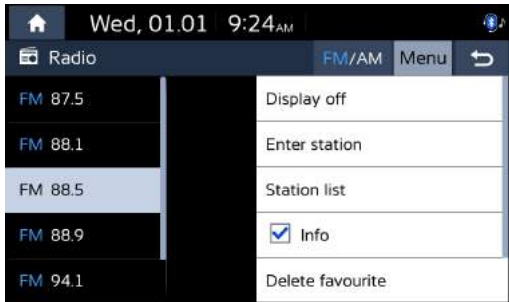 Wed, 01.01 9:24AM
Radio FM/AM Menu
FM 87.5
FM 88.1
FM 88.5
FM 88.9
FM 94.1
Display off
Enter station
Station list
Info
Delete favourite